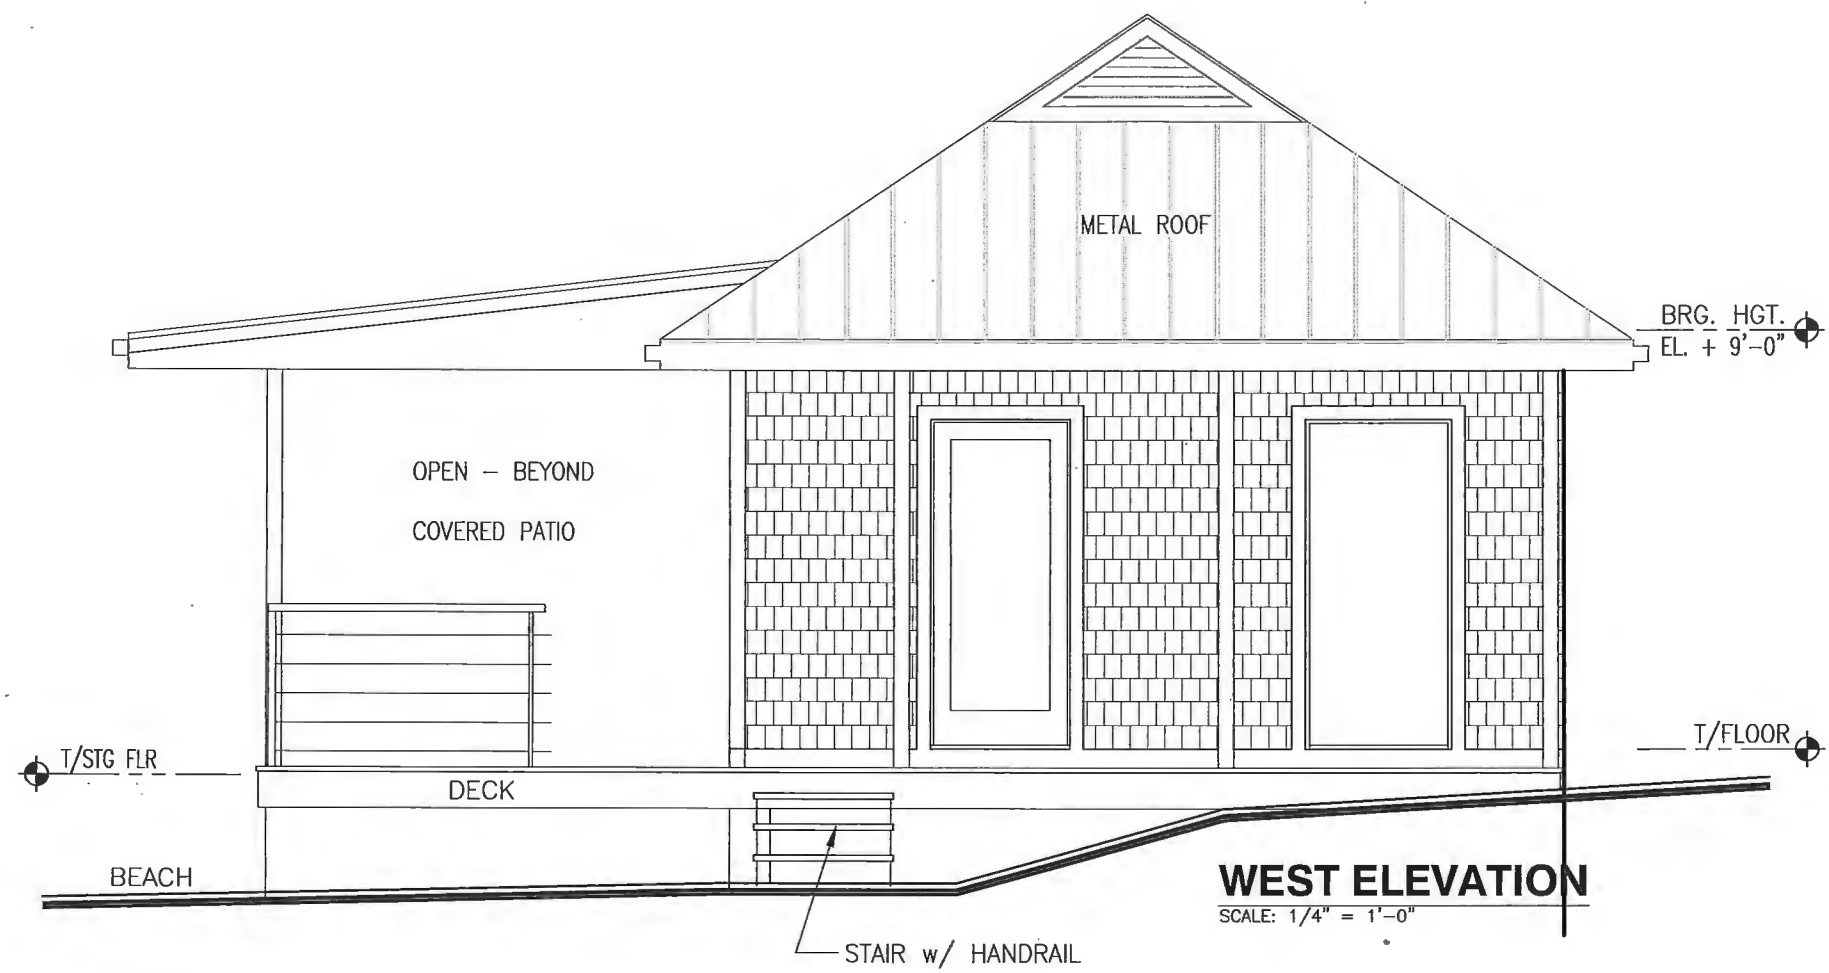 METAL ROOF
BRG. HGT.
EL. + 9'-0"
OPEN - BEYOND
COVERED PATIO
T/STG FLR
T/FLOOR
DECK
BEACH
WEST ELEVATION
SCALE: 1/4" = 1'-0"
STAIR w/ HANDRAIL